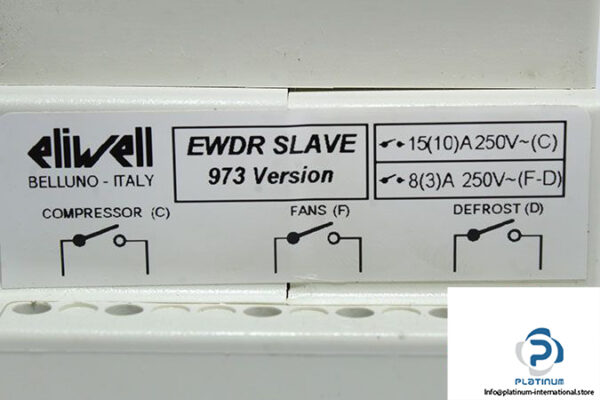 eliwell
BELLUNO - ITALY
EWDR SLAVE
973 Version
15(10)A 250V~(C)
8(3)A 250V~(F-D)
COMPRESSOR (C)
FANS (F)
DEFROST (D)
PLATINUM
Info@platinum-international.store